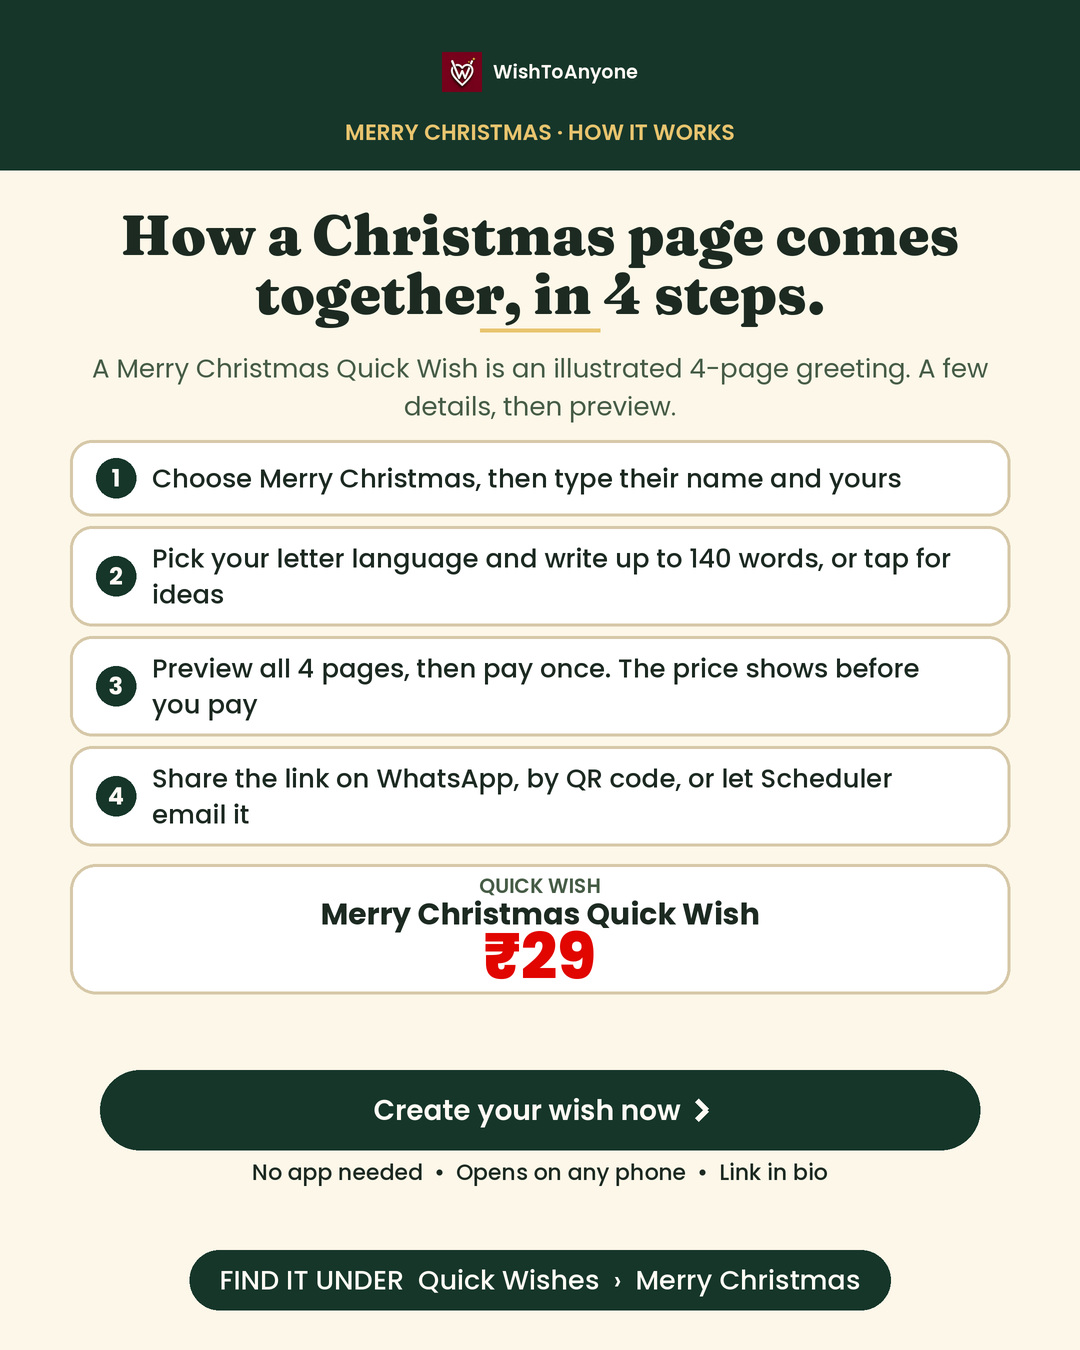 WishToAnyone
MERRY CHRISTMAS · HOW IT WORKS
How a Christmas page comes
together, in 4 steps.
A Merry Christmas Quick Wish is an illustrated 4-page greeting. A few
details, then preview.
1 Choose Merry Christmas, then type their name and yours
2 Pick your letter language and write up to 140 words, or tap for
ideas
3 Preview all 4 pages, then pay once. The price shows before
you pay
4 Share the link on WhatsApp, by QR code, or let Scheduler
email it
QUICK WISH
Merry Christmas Quick Wish
₹29
Create your wish now ›
No app needed • Opens on any phone • Link in bio
FIND IT UNDER Quick Wishes › Merry Christmas